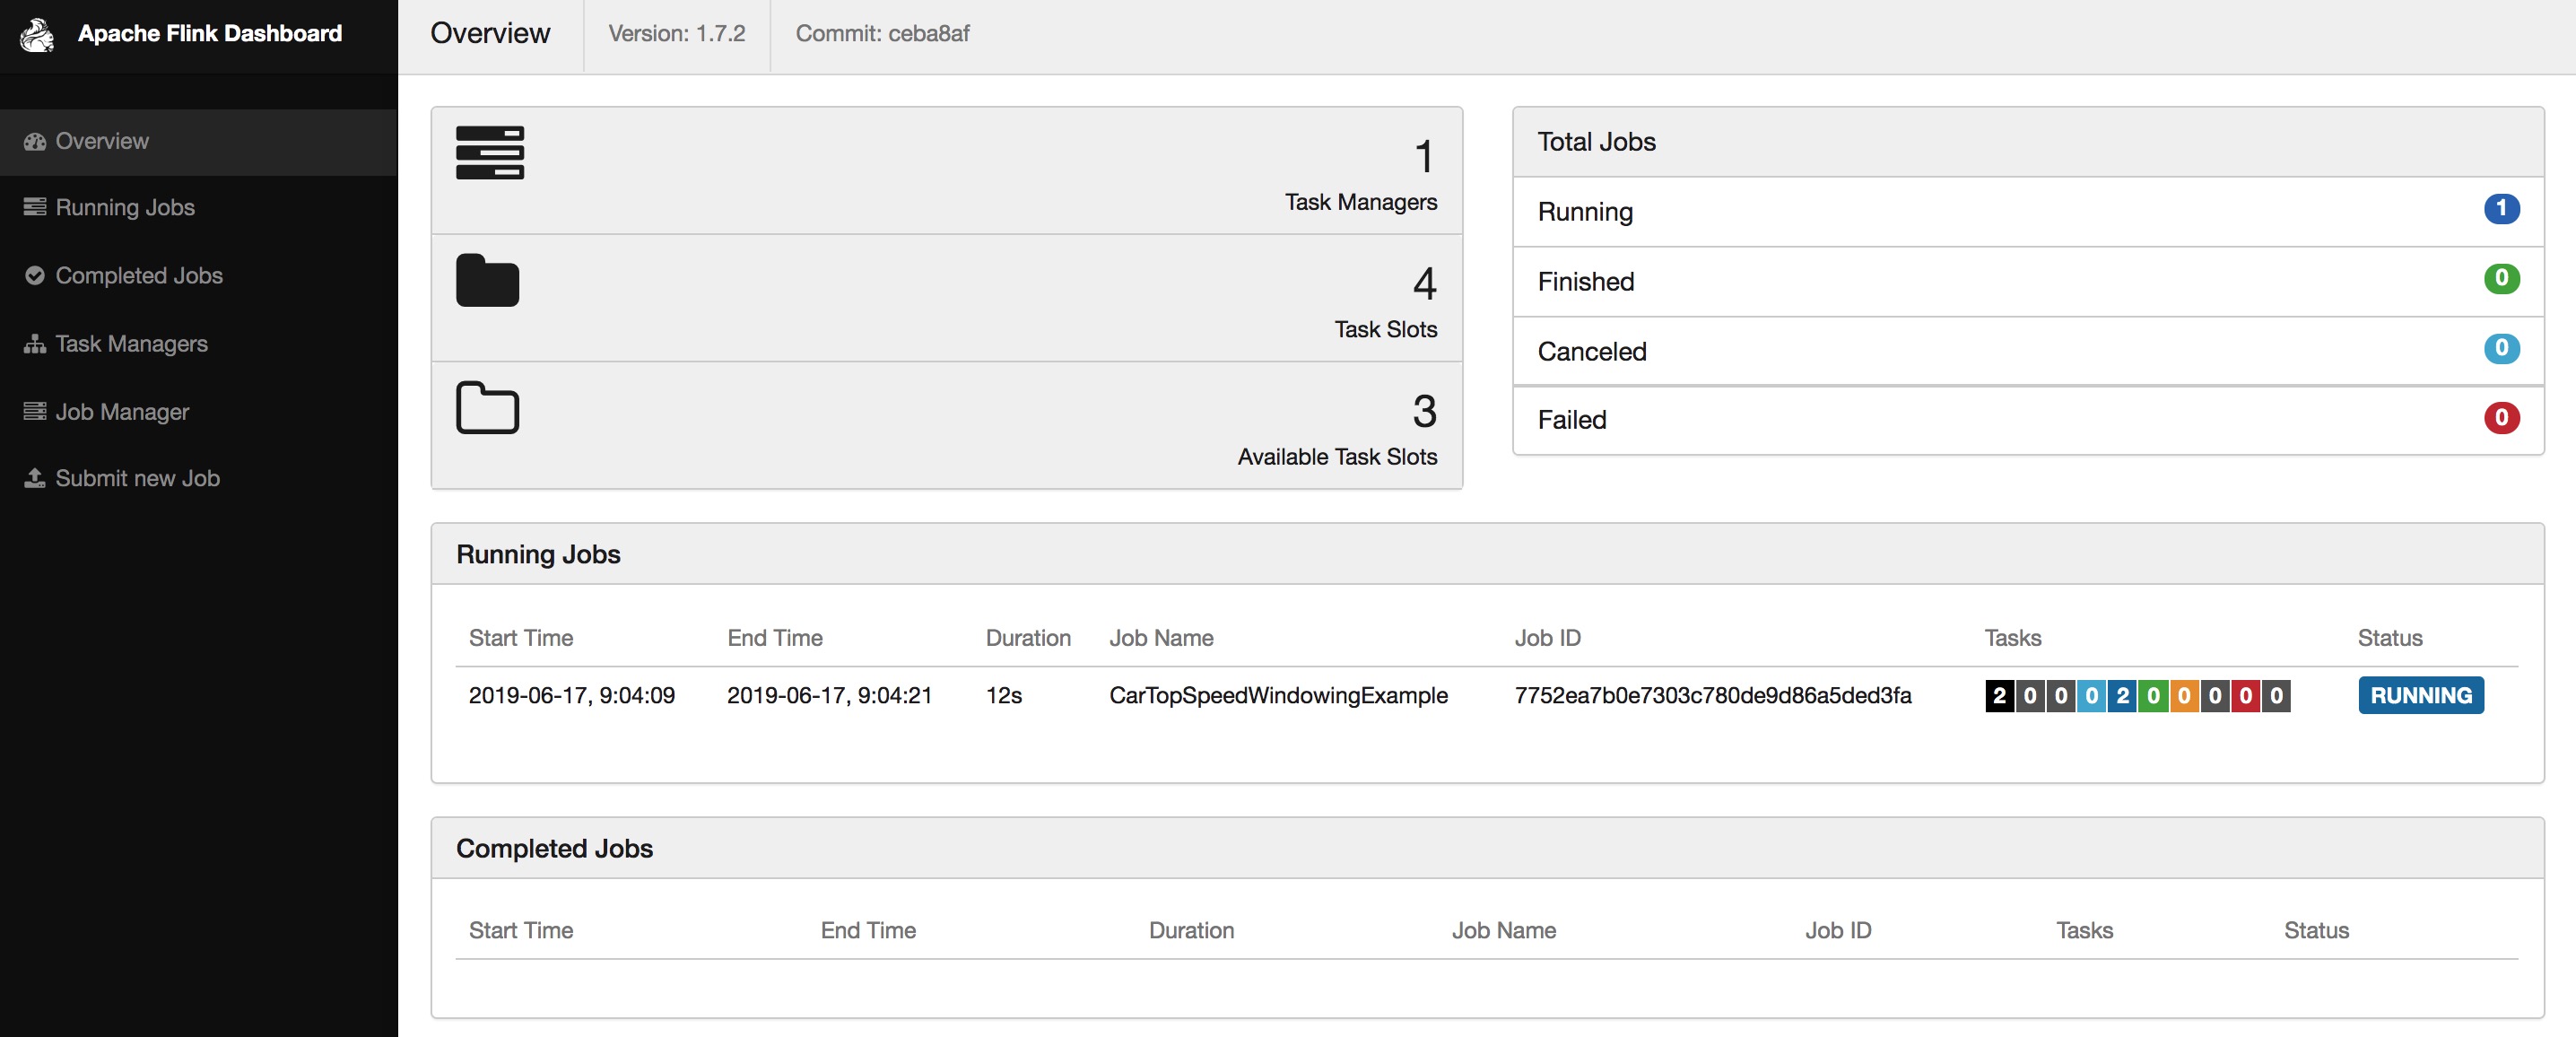 Apache Flink Dashboard
Overview
Version: 1.7.2
Commit: ceba8af
Overview
Running Jobs
Completed Jobs
Task Managers
Job Manager
Submit new Job
1
Task Managers
4
Task Slots
3
Available Task Slots
Total Jobs
Running 1
Finished 0
Canceled 0
Failed 0
Running Jobs
Start Time End Time Duration Job Name Job ID Tasks Status
2019-06-17, 9:04:09 2019-06-17, 9:04:21 12s CarTopSpeedWindowingExample 7752ea7b0e7303c780de9d86a5ded3fa 2 0 0 0 2 0 0 0 0 0 RUNNING
Completed Jobs
Start Time End Time Duration Job Name Job ID Tasks Status